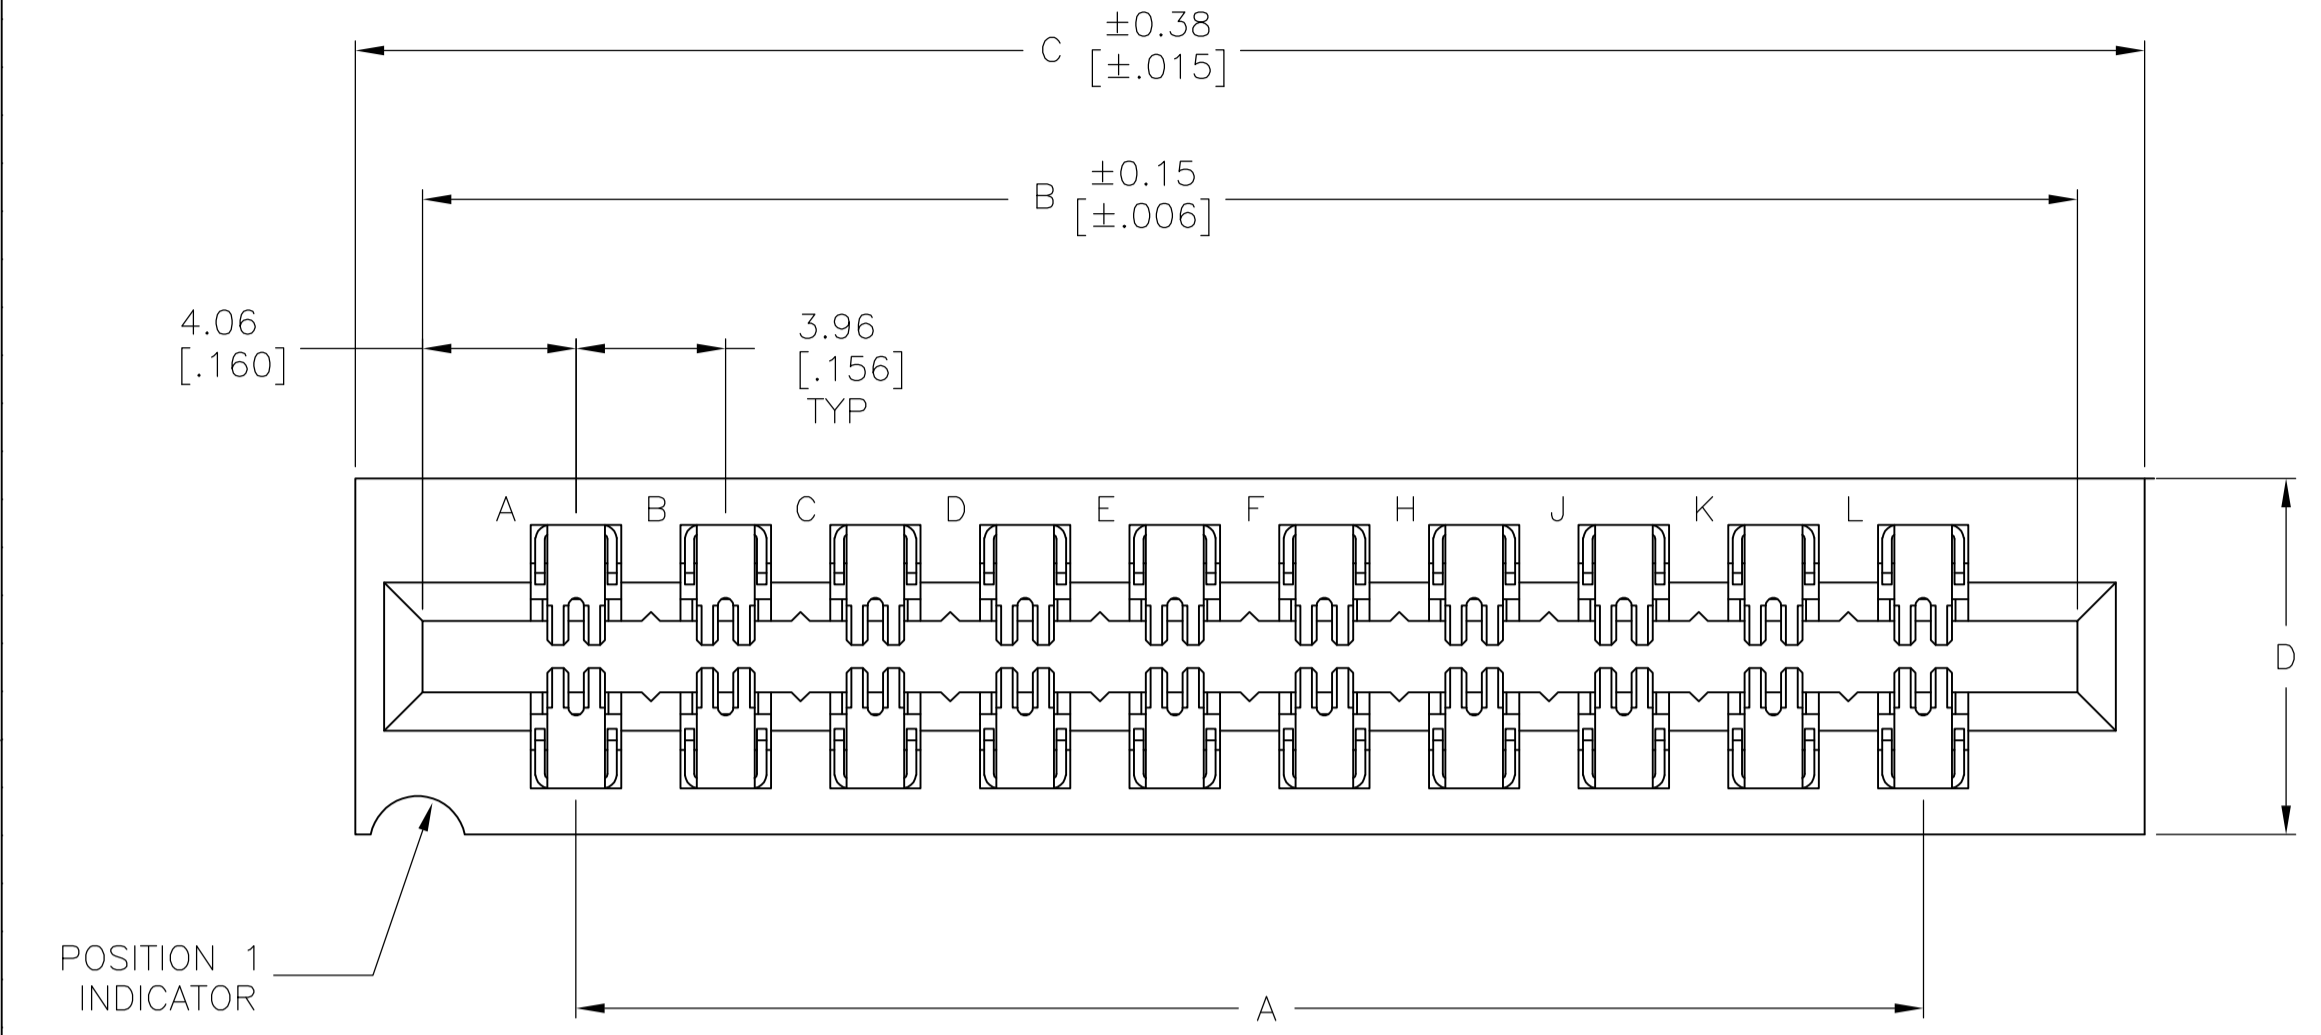 C ±0.38
[±.015]
B ±0.15
[±.006]
4.06
[.160]
3.96
[.156]
TYP
A B C D E F H J K L
D
POSITION 1
INDICATOR
A